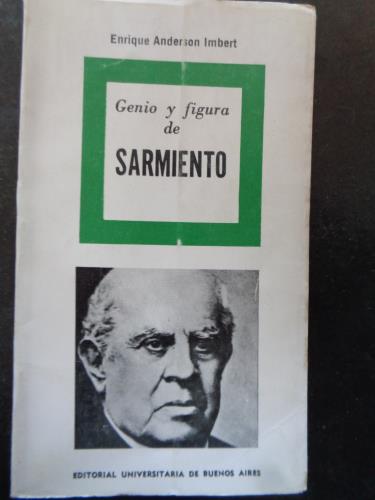 Enrique Anderson Imbert
Genio y figura
de
SARMIENTO
EDITORIAL UNIVERSITARIA DE BUENOS AIRES